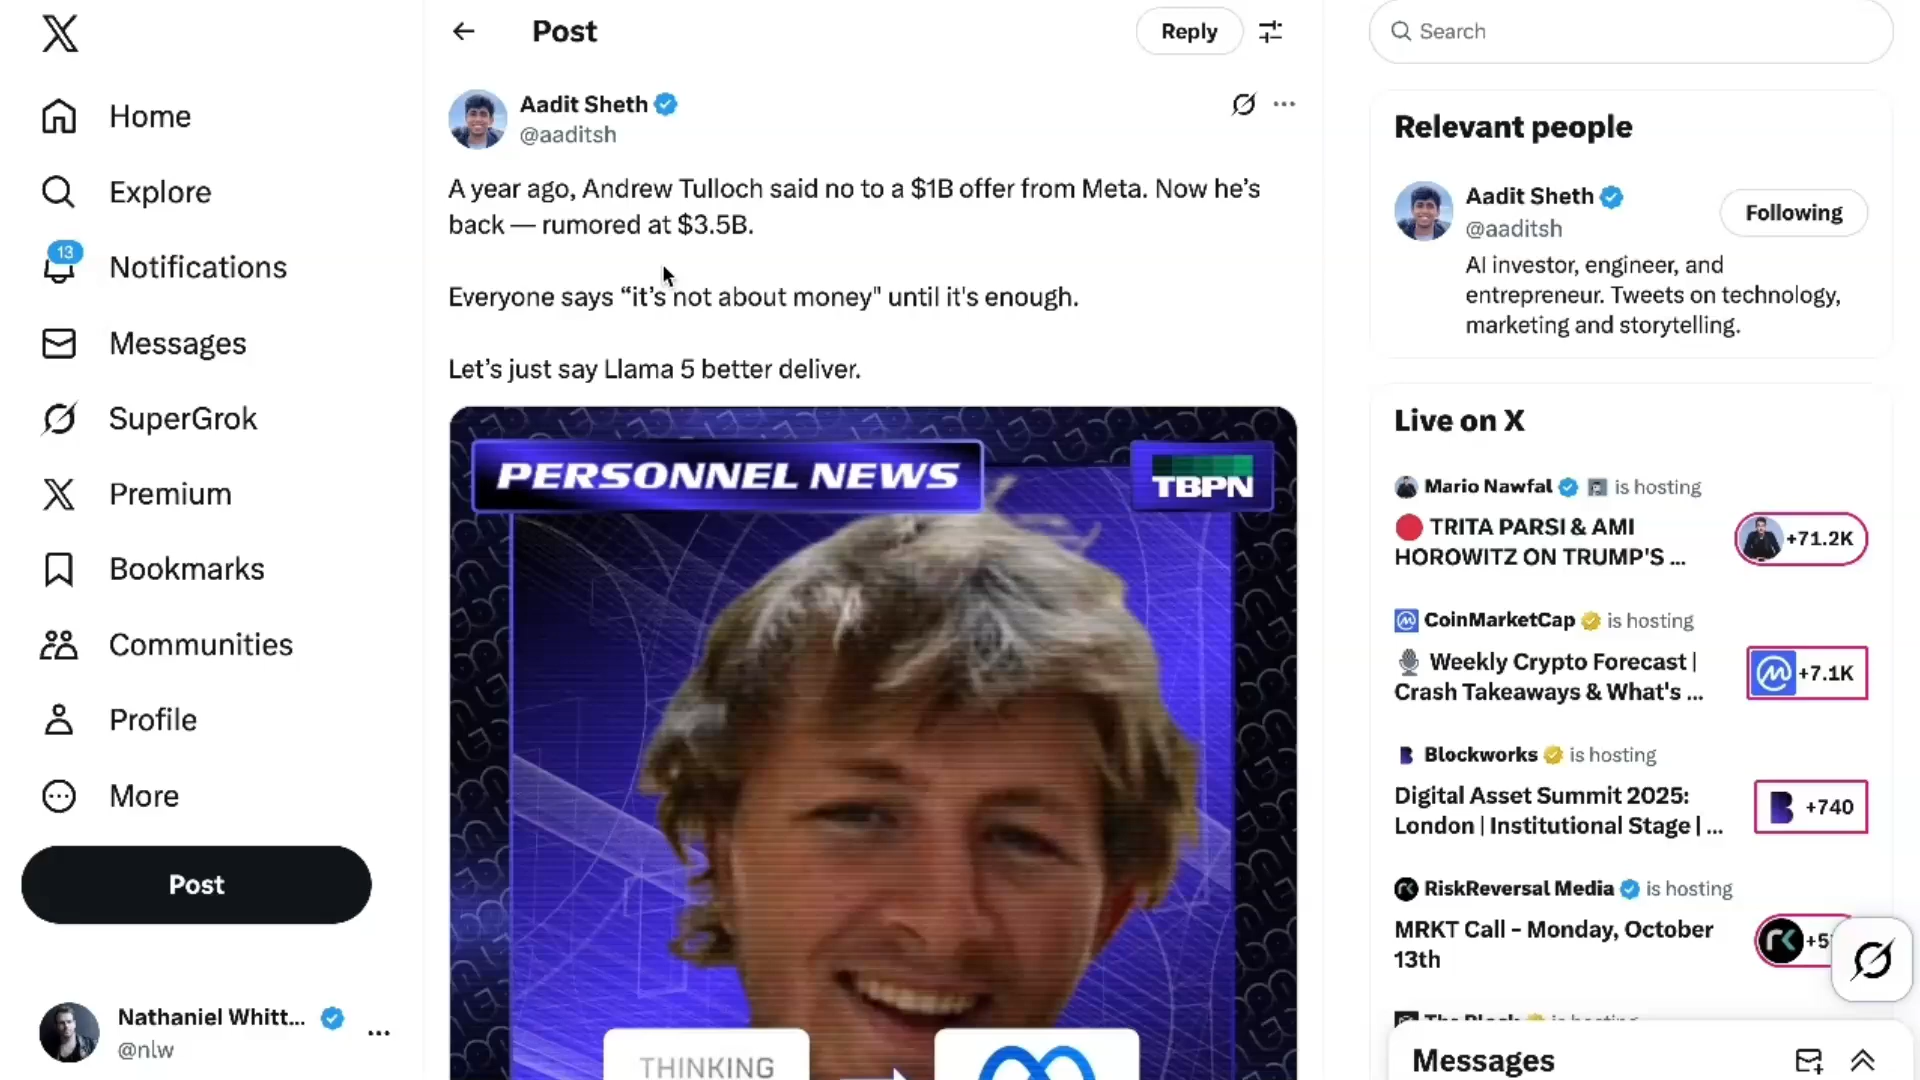 Home
Explore
13
Notifications
Messages
SuperGrok
Premium
Bookmarks
Communities
Profile
More
Post
Nathaniel Whitt...
@nlw
Post
Reply
Aadit Sheth
@aaditsh
A year ago, Andrew Tulloch said no to a $1B offer from Meta. Now he’s
back — rumored at $3.5B.
Everyone says “it’s not about money" until it's enough.
Let’s just say Llama 5 better deliver.
PERSONNEL NEWS
TBPN
THINKING
Search
Relevant people
Aadit Sheth
@aaditsh
Following
AI investor, engineer, and
entrepreneur. Tweets on technology,
marketing and storytelling.
Live on X
Mario Nawfal is hosting
TRITA PARSI & AMI
HOROWITZ ON TRUMP'S ...
+71.2K
CoinMarketCap is hosting
Weekly Crypto Forecast |
Crash Takeaways & What's ...
+7.1K
Blockworks is hosting
Digital Asset Summit 2025:
London | Institutional Stage | ...
+740
RiskReversal Media is hosting
MRKT Call - Monday, October
13th
+5
The Block is hosting
Messages